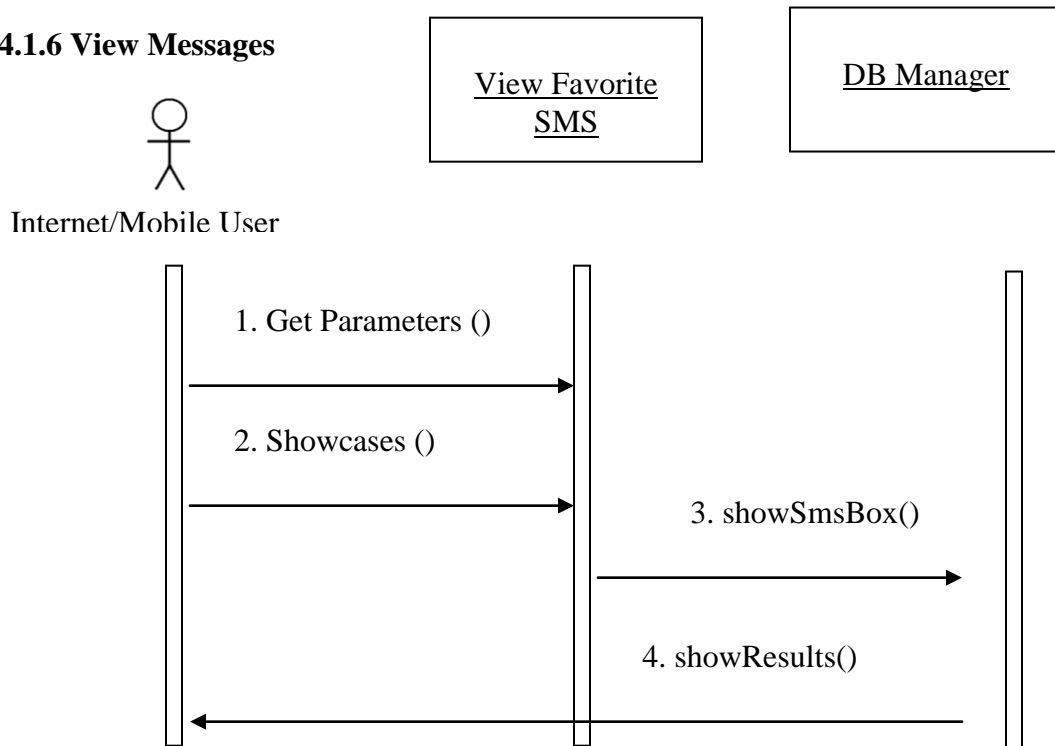 4.1.6 View Messages
View Favorite
SMS
DB Manager
Internet/Mobile User
1. Get Parameters ()
2. Showcases ()
3. showSmsBox()
4. showResults()